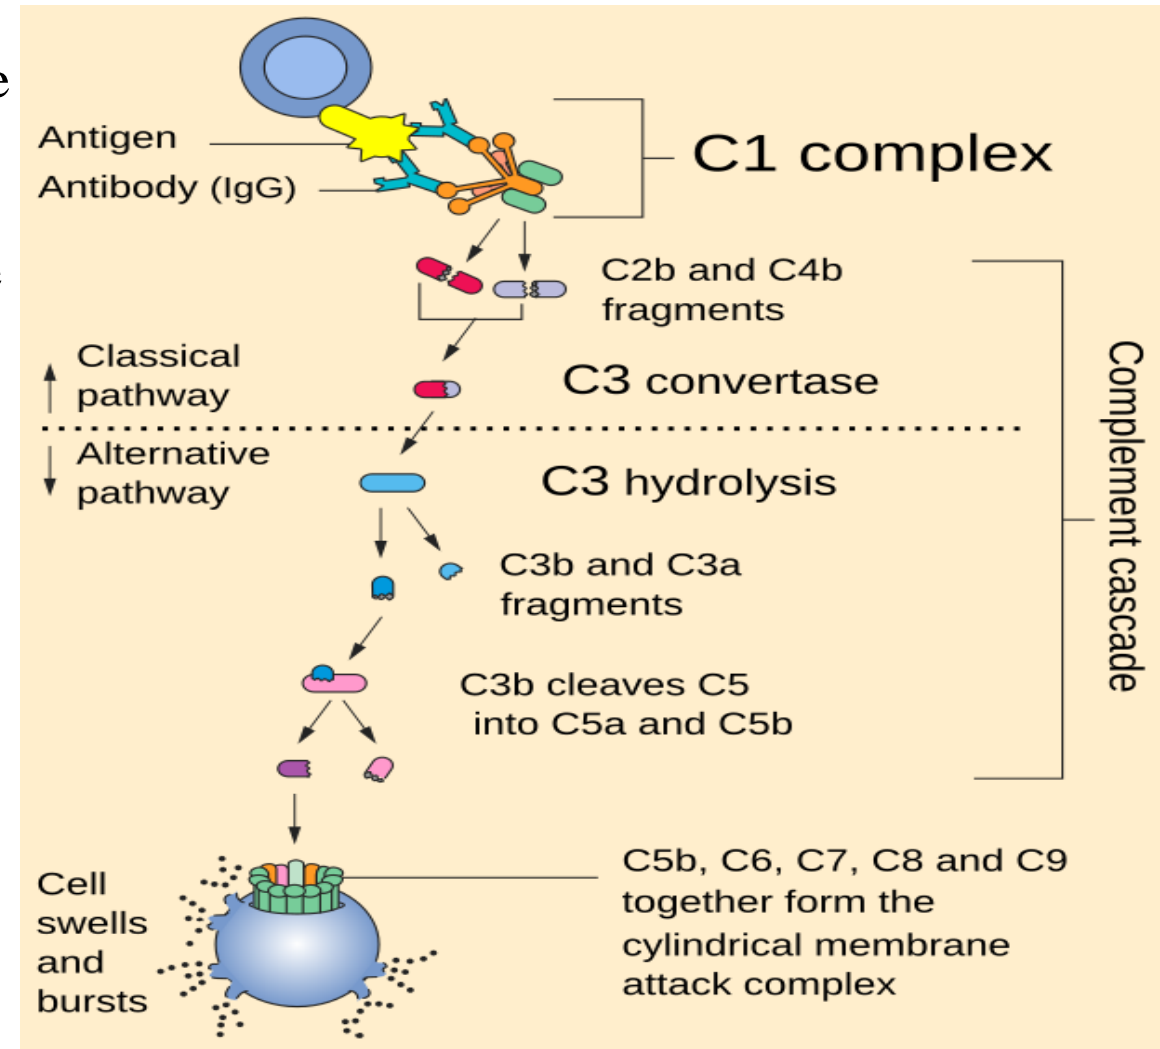 e
Antigen
Antibody (IgG)
C1 complex
C2b and C4b
fragments
Classical
pathway
C3 convertase
Alternative
pathway
C3 hydrolysis
C3b and C3a
fragments
C3b cleaves C5
into C5a and C5b
Complement cascade
Cell
swells
and
bursts
C5b, C6, C7, C8 and C9
together form the
cylindrical membrane
attack complex